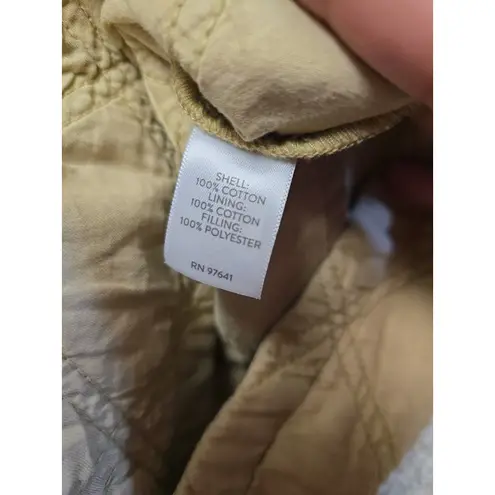 SHELL:
100% COTTON
LINING:
100% COTTON
FILLING:
100% POLYESTER
RN 97641